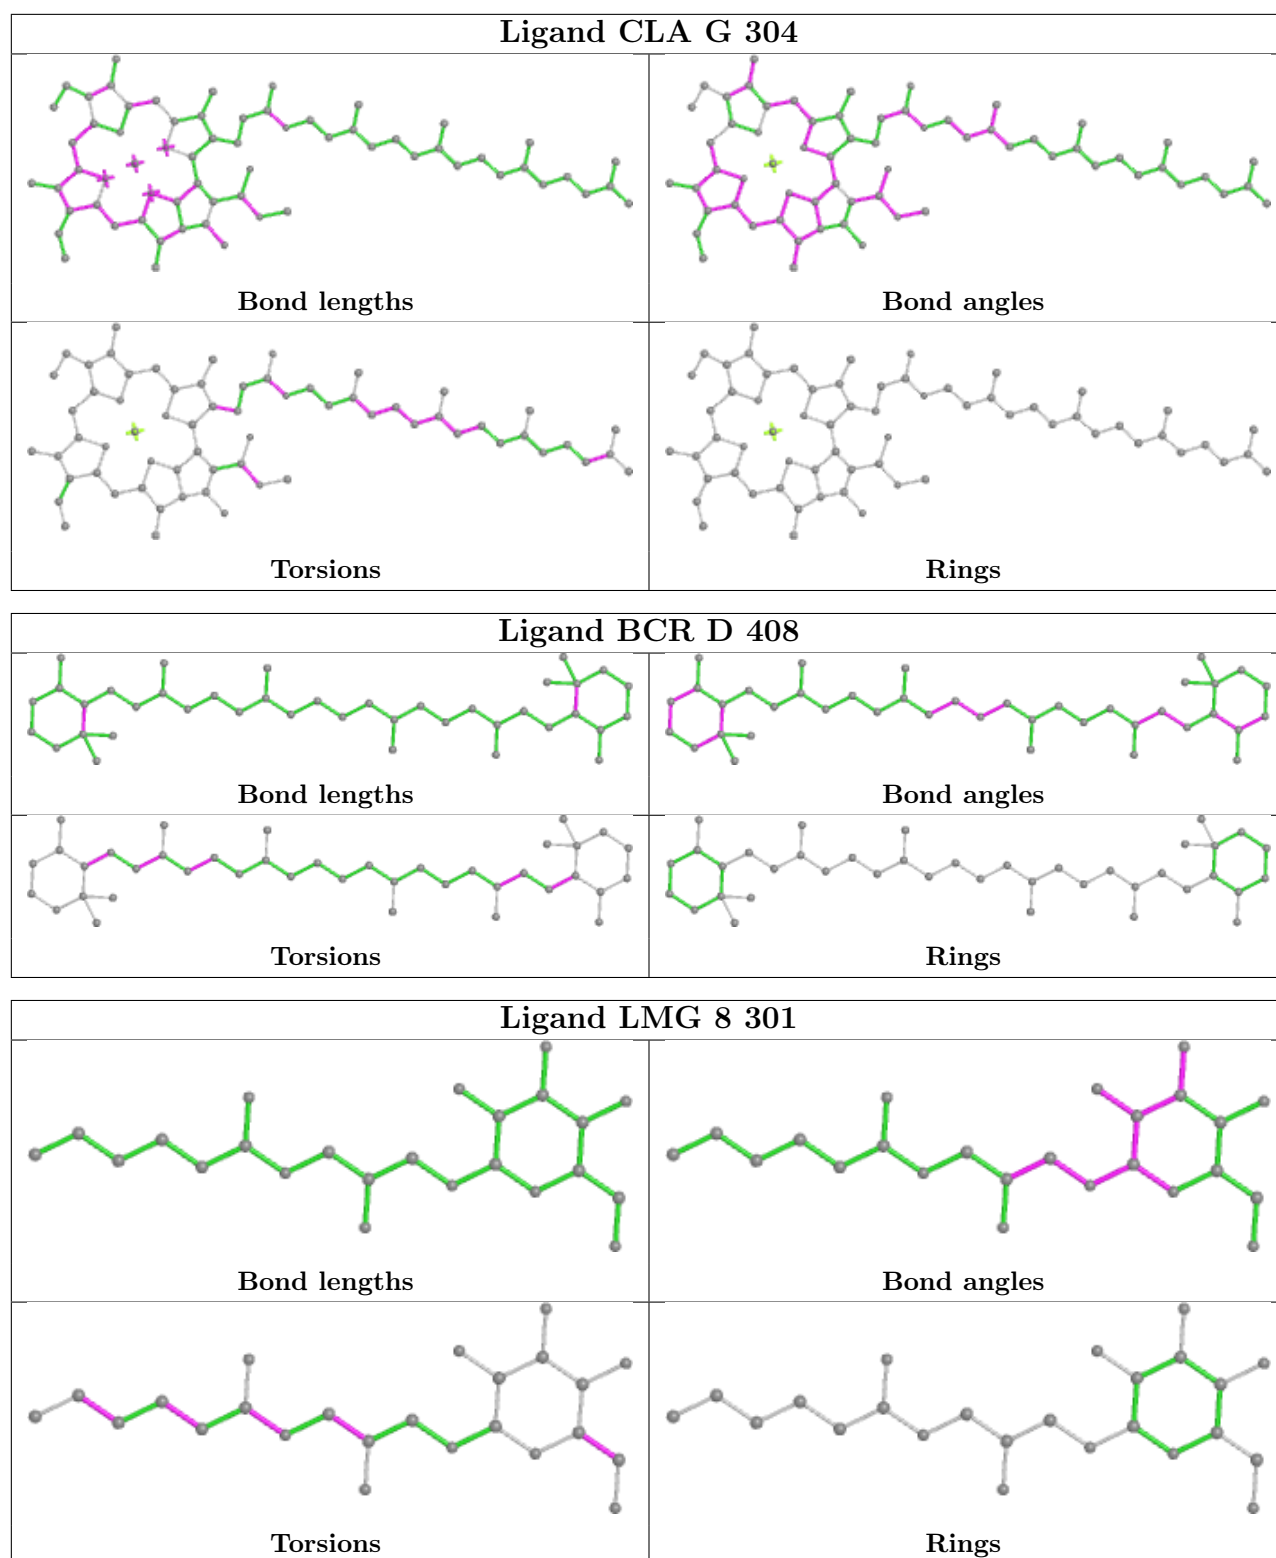 Ligand CLA G 304
Bond lengths
Bond angles
Torsions
Rings
Ligand BCR D 408
Bond lengths
Bond angles
Torsions
Rings
Ligand LMG 8 301
Bond lengths
Bond angles
Torsions
Rings